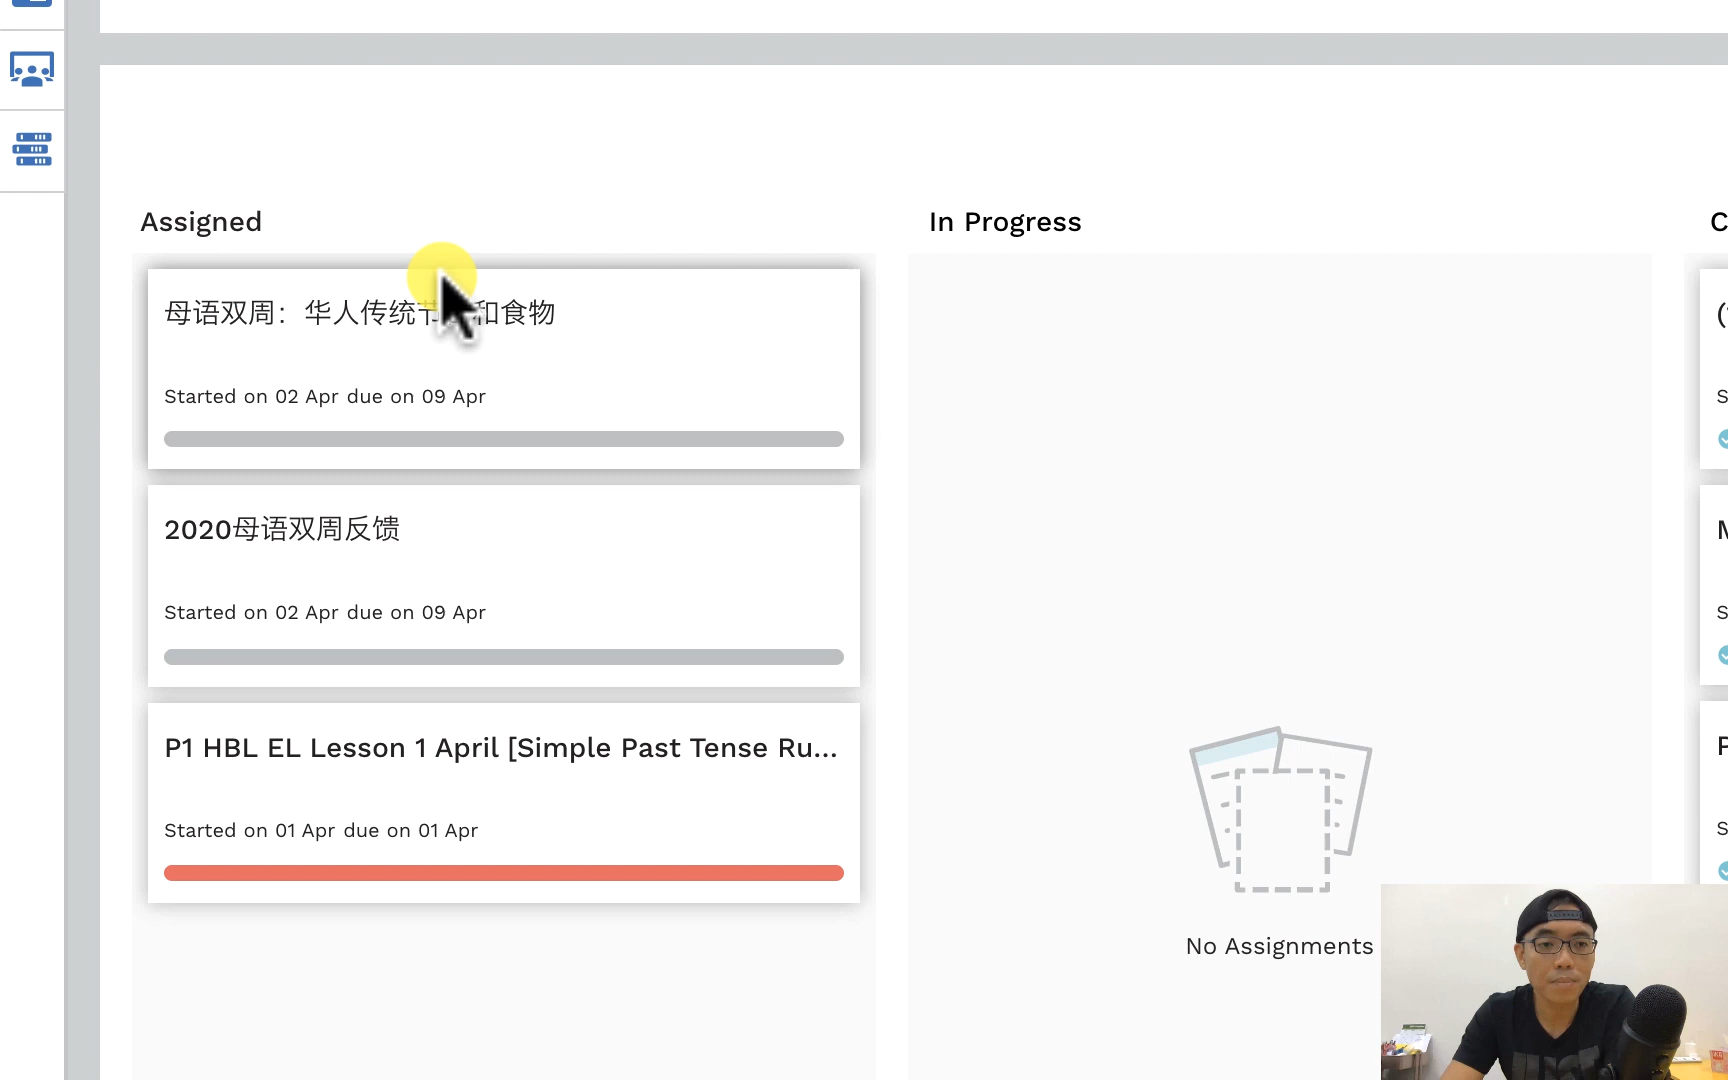 Assigned
In Progress
母语双周：华人传统节 和食物
Started on 02 Apr due on 09 Apr
2020母语双周反馈
Started on 02 Apr due on 09 Apr
P1 HBL EL Lesson 1 April [Simple Past Tense Ru...
Started on 01 Apr due on 01 Apr
No Assignments